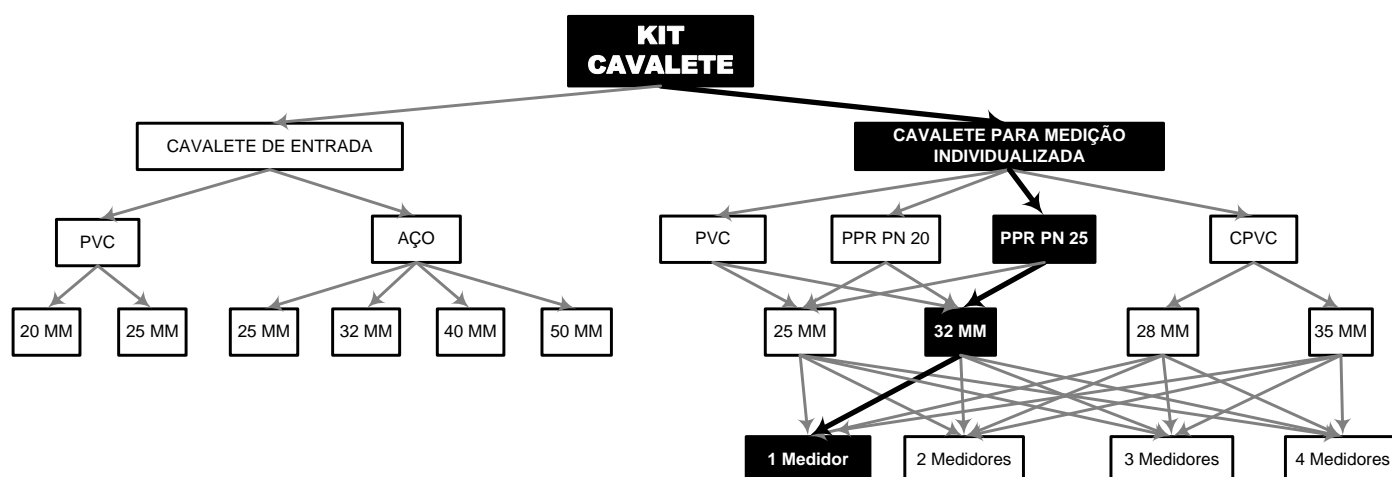 KIT
CAVALETE
CAVALETE DE ENTRADA
CAVALETE PARA MEDIÇÃO
INDIVIDUALIZADA
PVC
AÇO
PVC
PPR PN 20
PPR PN 25
CPVC
20 MM
25 MM
25 MM
32 MM
40 MM
50 MM
25 MM
32 MM
28 MM
35 MM
1 Medidor
2 Medidores
3 Medidores
4 Medidores